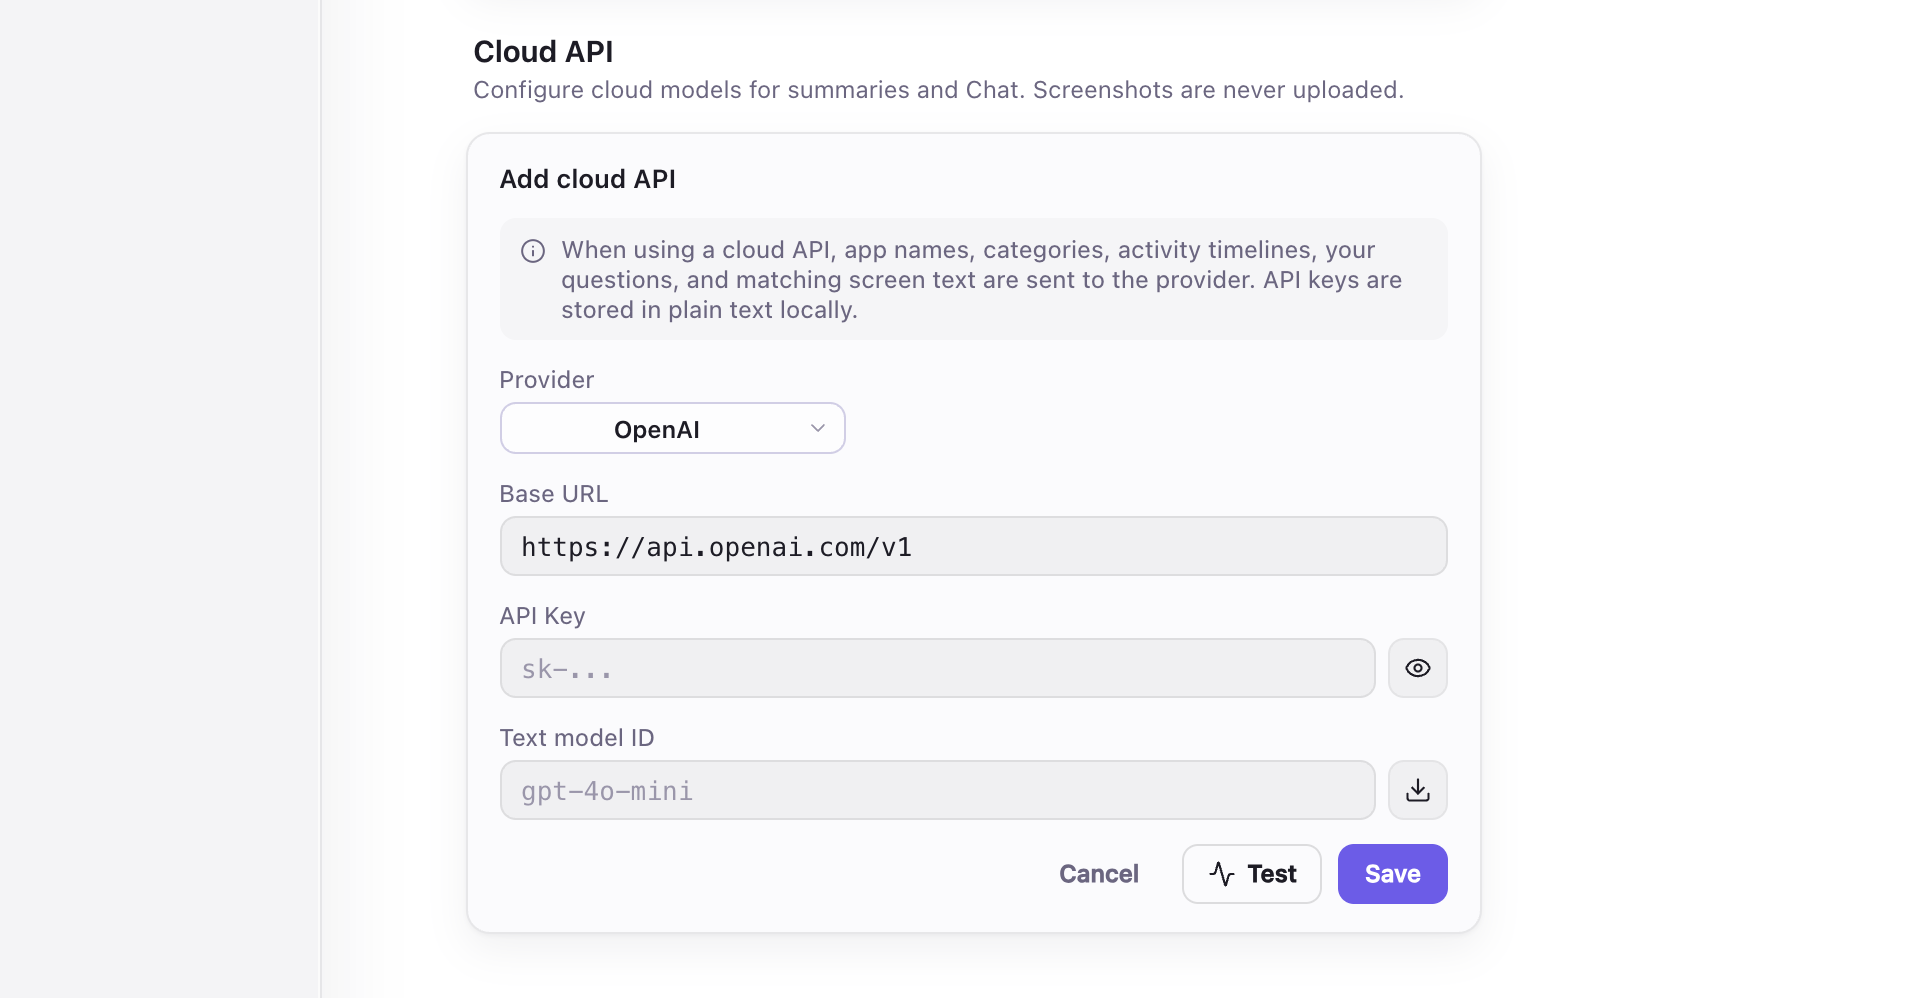 Cloud API
Configure cloud models for summaries and Chat. Screenshots are never uploaded.
Add cloud API
When using a cloud API, app names, categories, activity timelines, your
questions, and matching screen text are sent to the provider. API keys are
stored in plain text locally.
Provider
OpenAI
Base URL
https://api.openai.com/v1
API Key
sk-...
Text model ID
gpt-4o-mini
Cancel
Test
Save